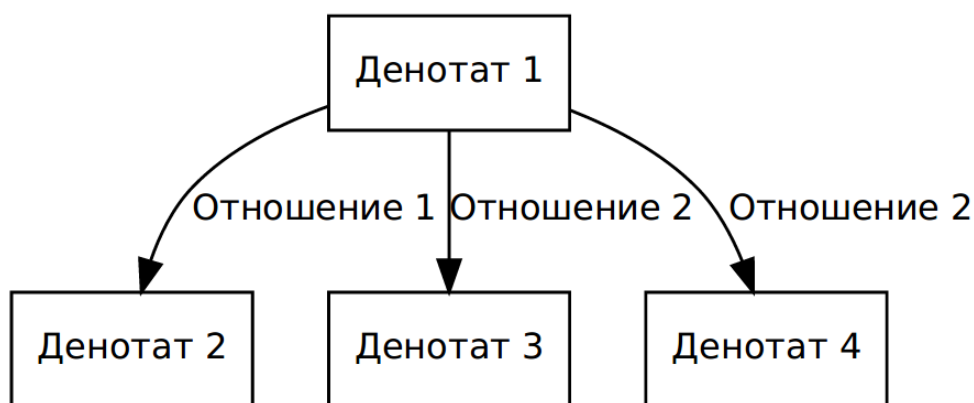 Денотат 1
Отношение 1
Отношение 2
Отношение 2
Денотат 2
Денотат 3
Денотат 4